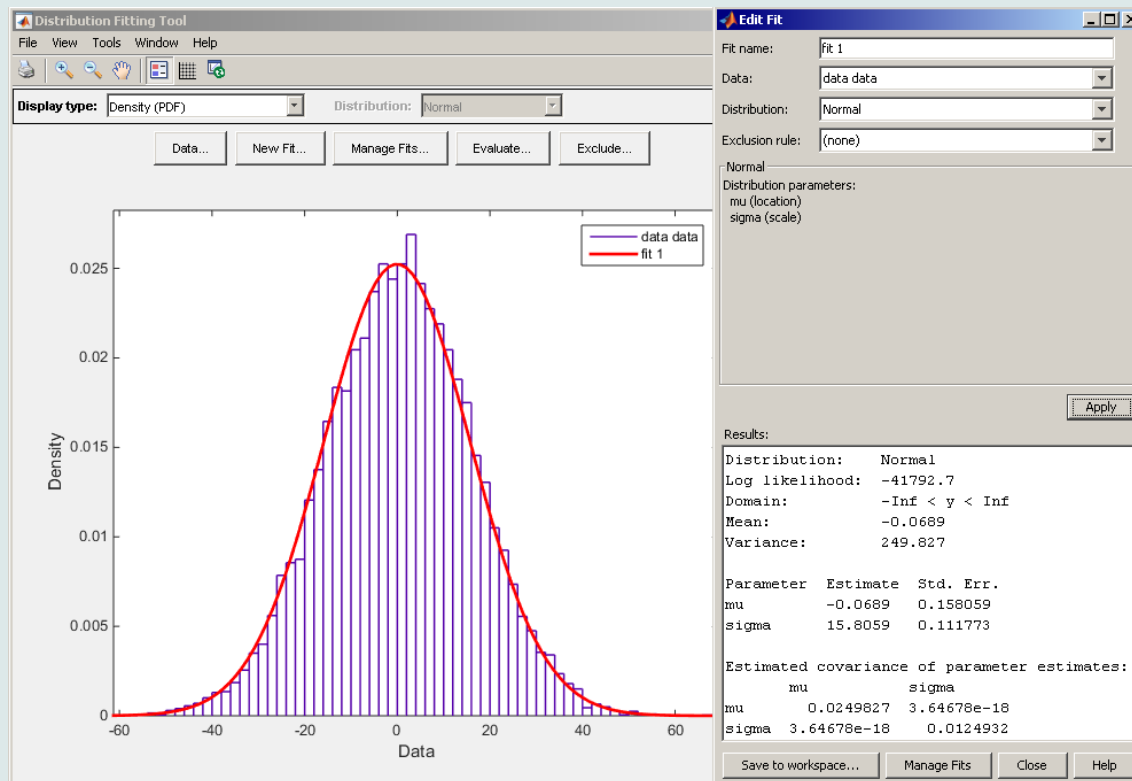 Distribution Fitting Tool
File View Tools Window Help
Display type: Density (PDF) Distribution: Normal
Data... New Fit... Manage Fits... Evaluate... Exclude...
data data
fit 1
0.025
0.02
0.015
0.01
0.005
0
Density
-60 -40 -20 0 20 40 60
Data
Edit Fit
Fit name: fit 1
Data: data data
Distribution: Normal
Exclusion rule: (none)
Normal
Distribution parameters:
mu (location)
sigma (scale)
Apply
Results:
Distribution: Normal
Log likelihood: -41792.7
Domain: -Inf < y < Inf
Mean: -0.0689
Variance: 249.827
Parameter Estimate Std. Err.
mu -0.0689 0.158059
sigma 15.8059 0.111773
Estimated covariance of parameter estimates:
mu sigma
mu 0.0249827 3.64678e-18
sigma 3.64678e-18 0.0124932
Save to workspace... Manage Fits Close Help